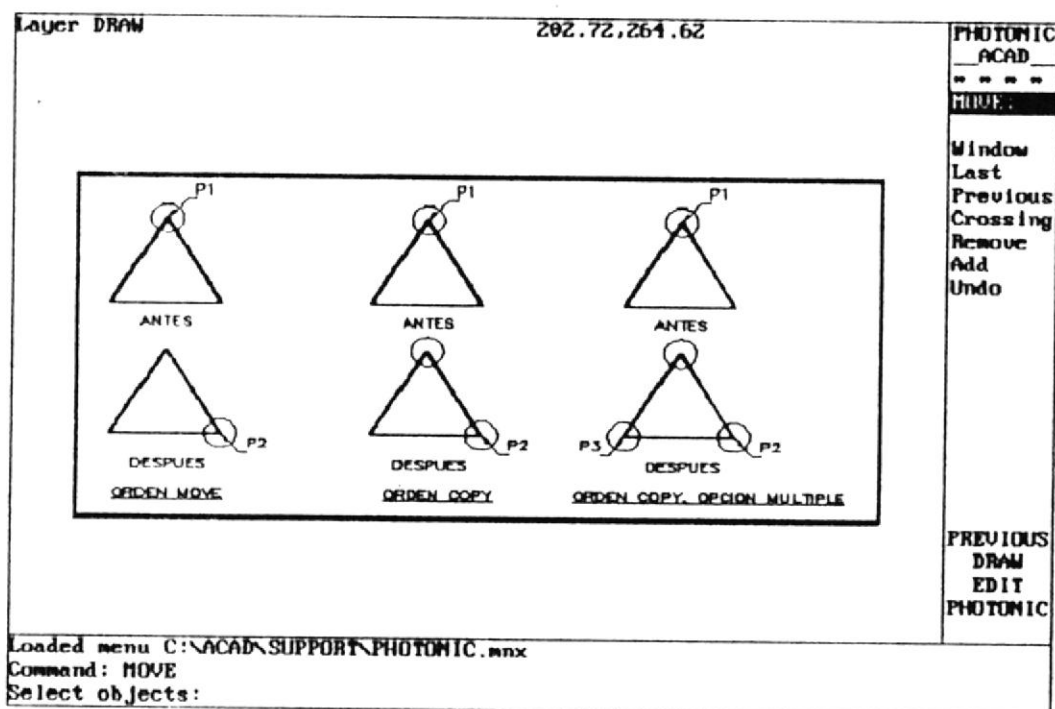 Layer DRAW 202.72,264.62
PHOTONIC
__ACAD__
* * * *
MOVE:
Window
Last
Previous
Crossing
Remove
Add
Undo
P1 P1 P1
ANTES ANTES ANTES
P2 P2 P3 P2
DESPUES DESPUES DESPUES
ORDEN MOVE ORDEN COPY ORDEN COPY. OPCION MULTIPLE
PREVIOUS
DRAW
EDIT
PHOTONIC
Loaded menu C:\ACAD\SUPPORT\PHOTONIC.mnx
Command: MOVE
Select objects: